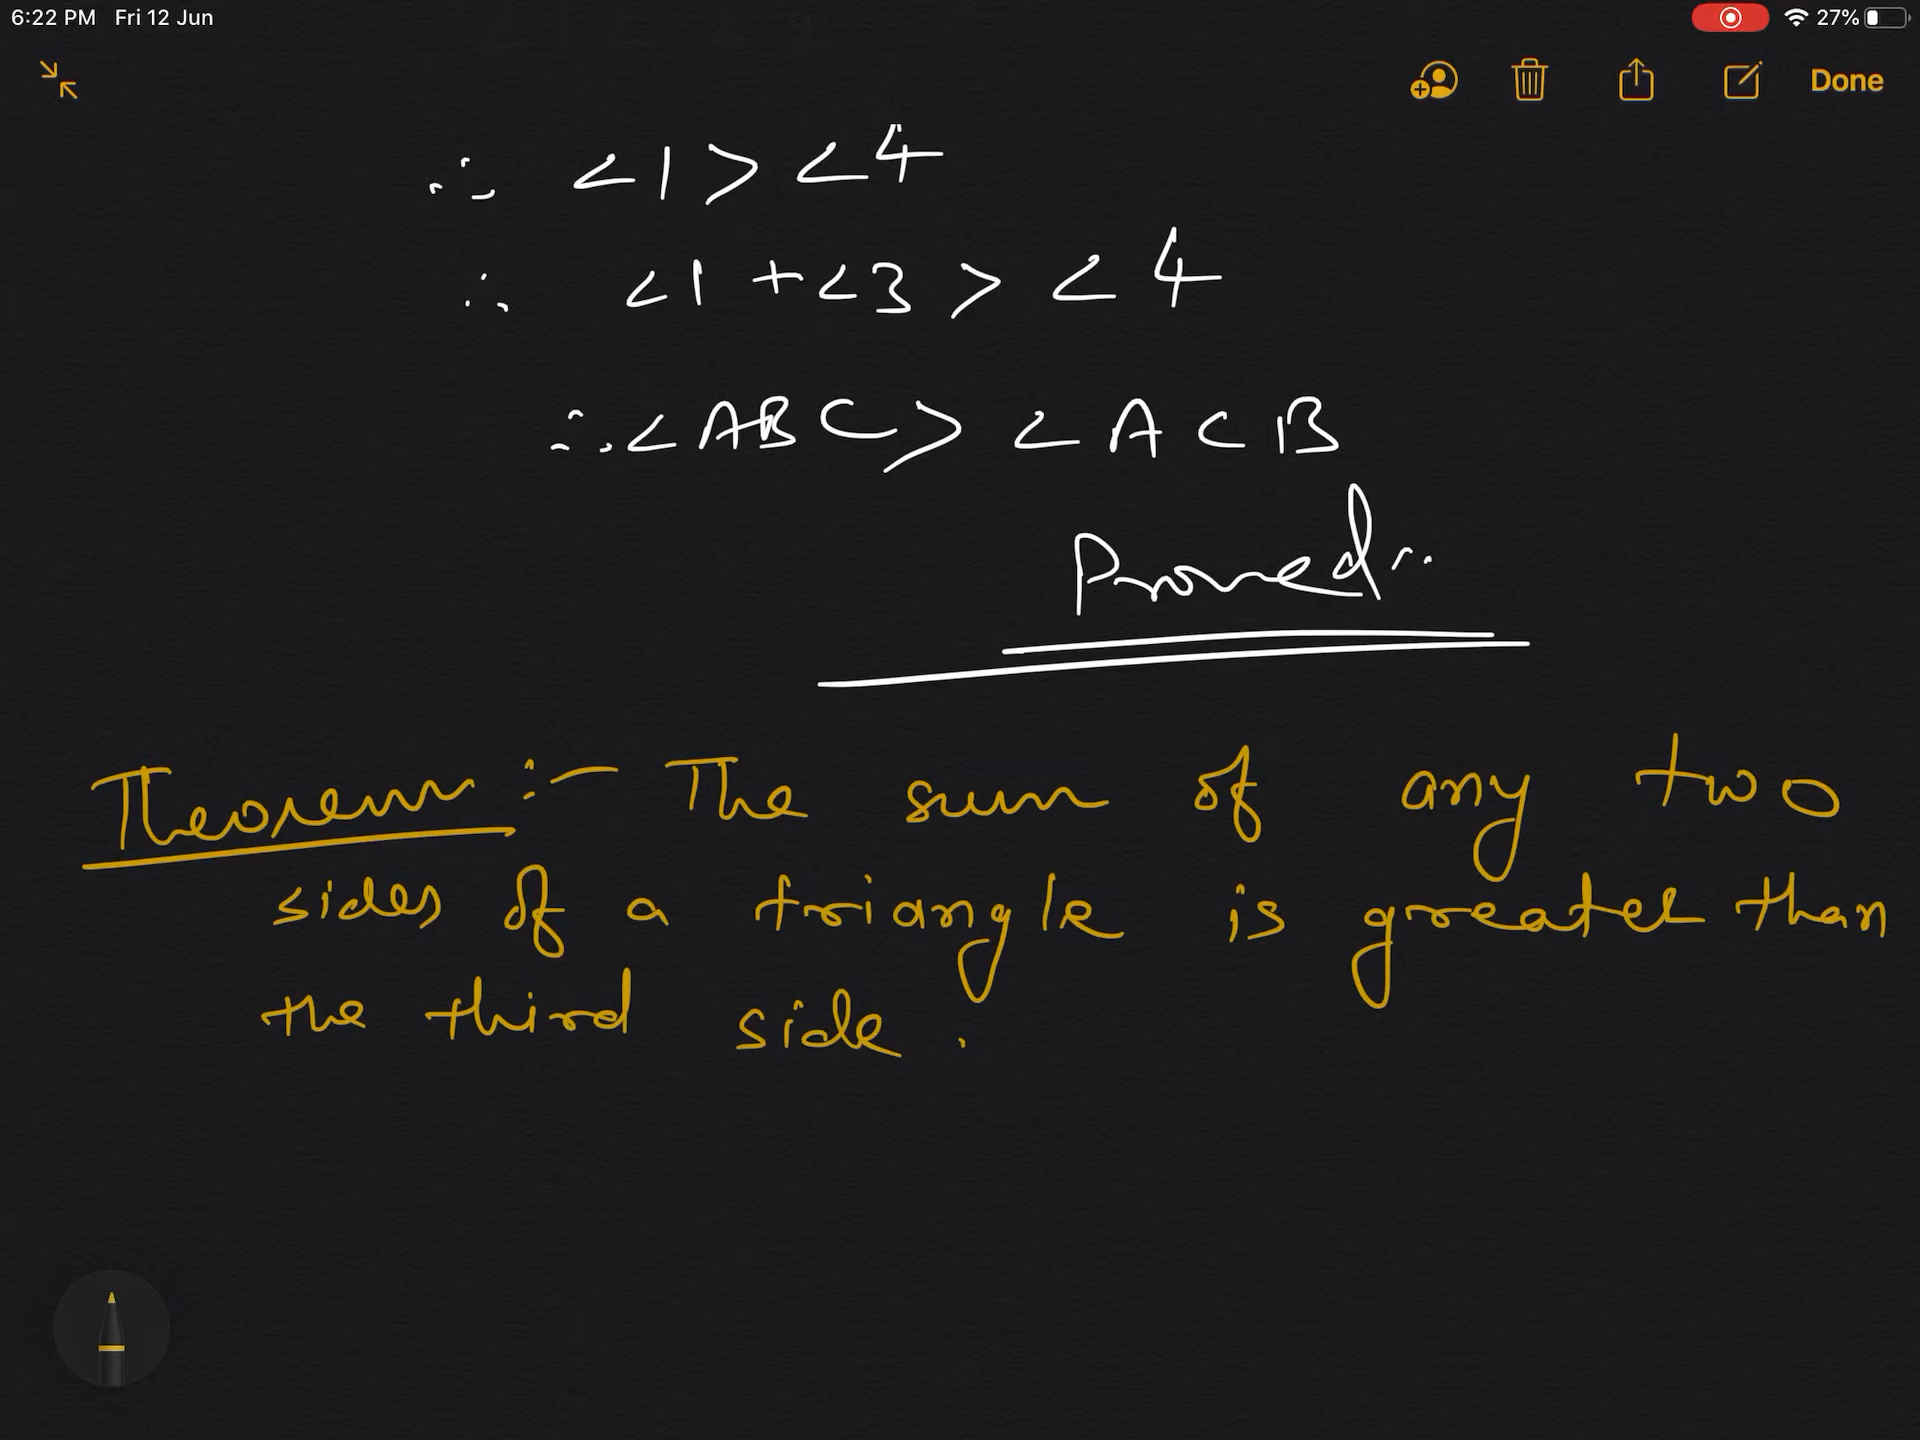 6:22 PM Fri 12 Jun 27%
Done
∴ <1 > <4
∴ <1 + <3 > <4
∴ <ABC > <ACB
Proved∴
Theorem :- The sum of any two
sides of a triangle is greater than
the third side.